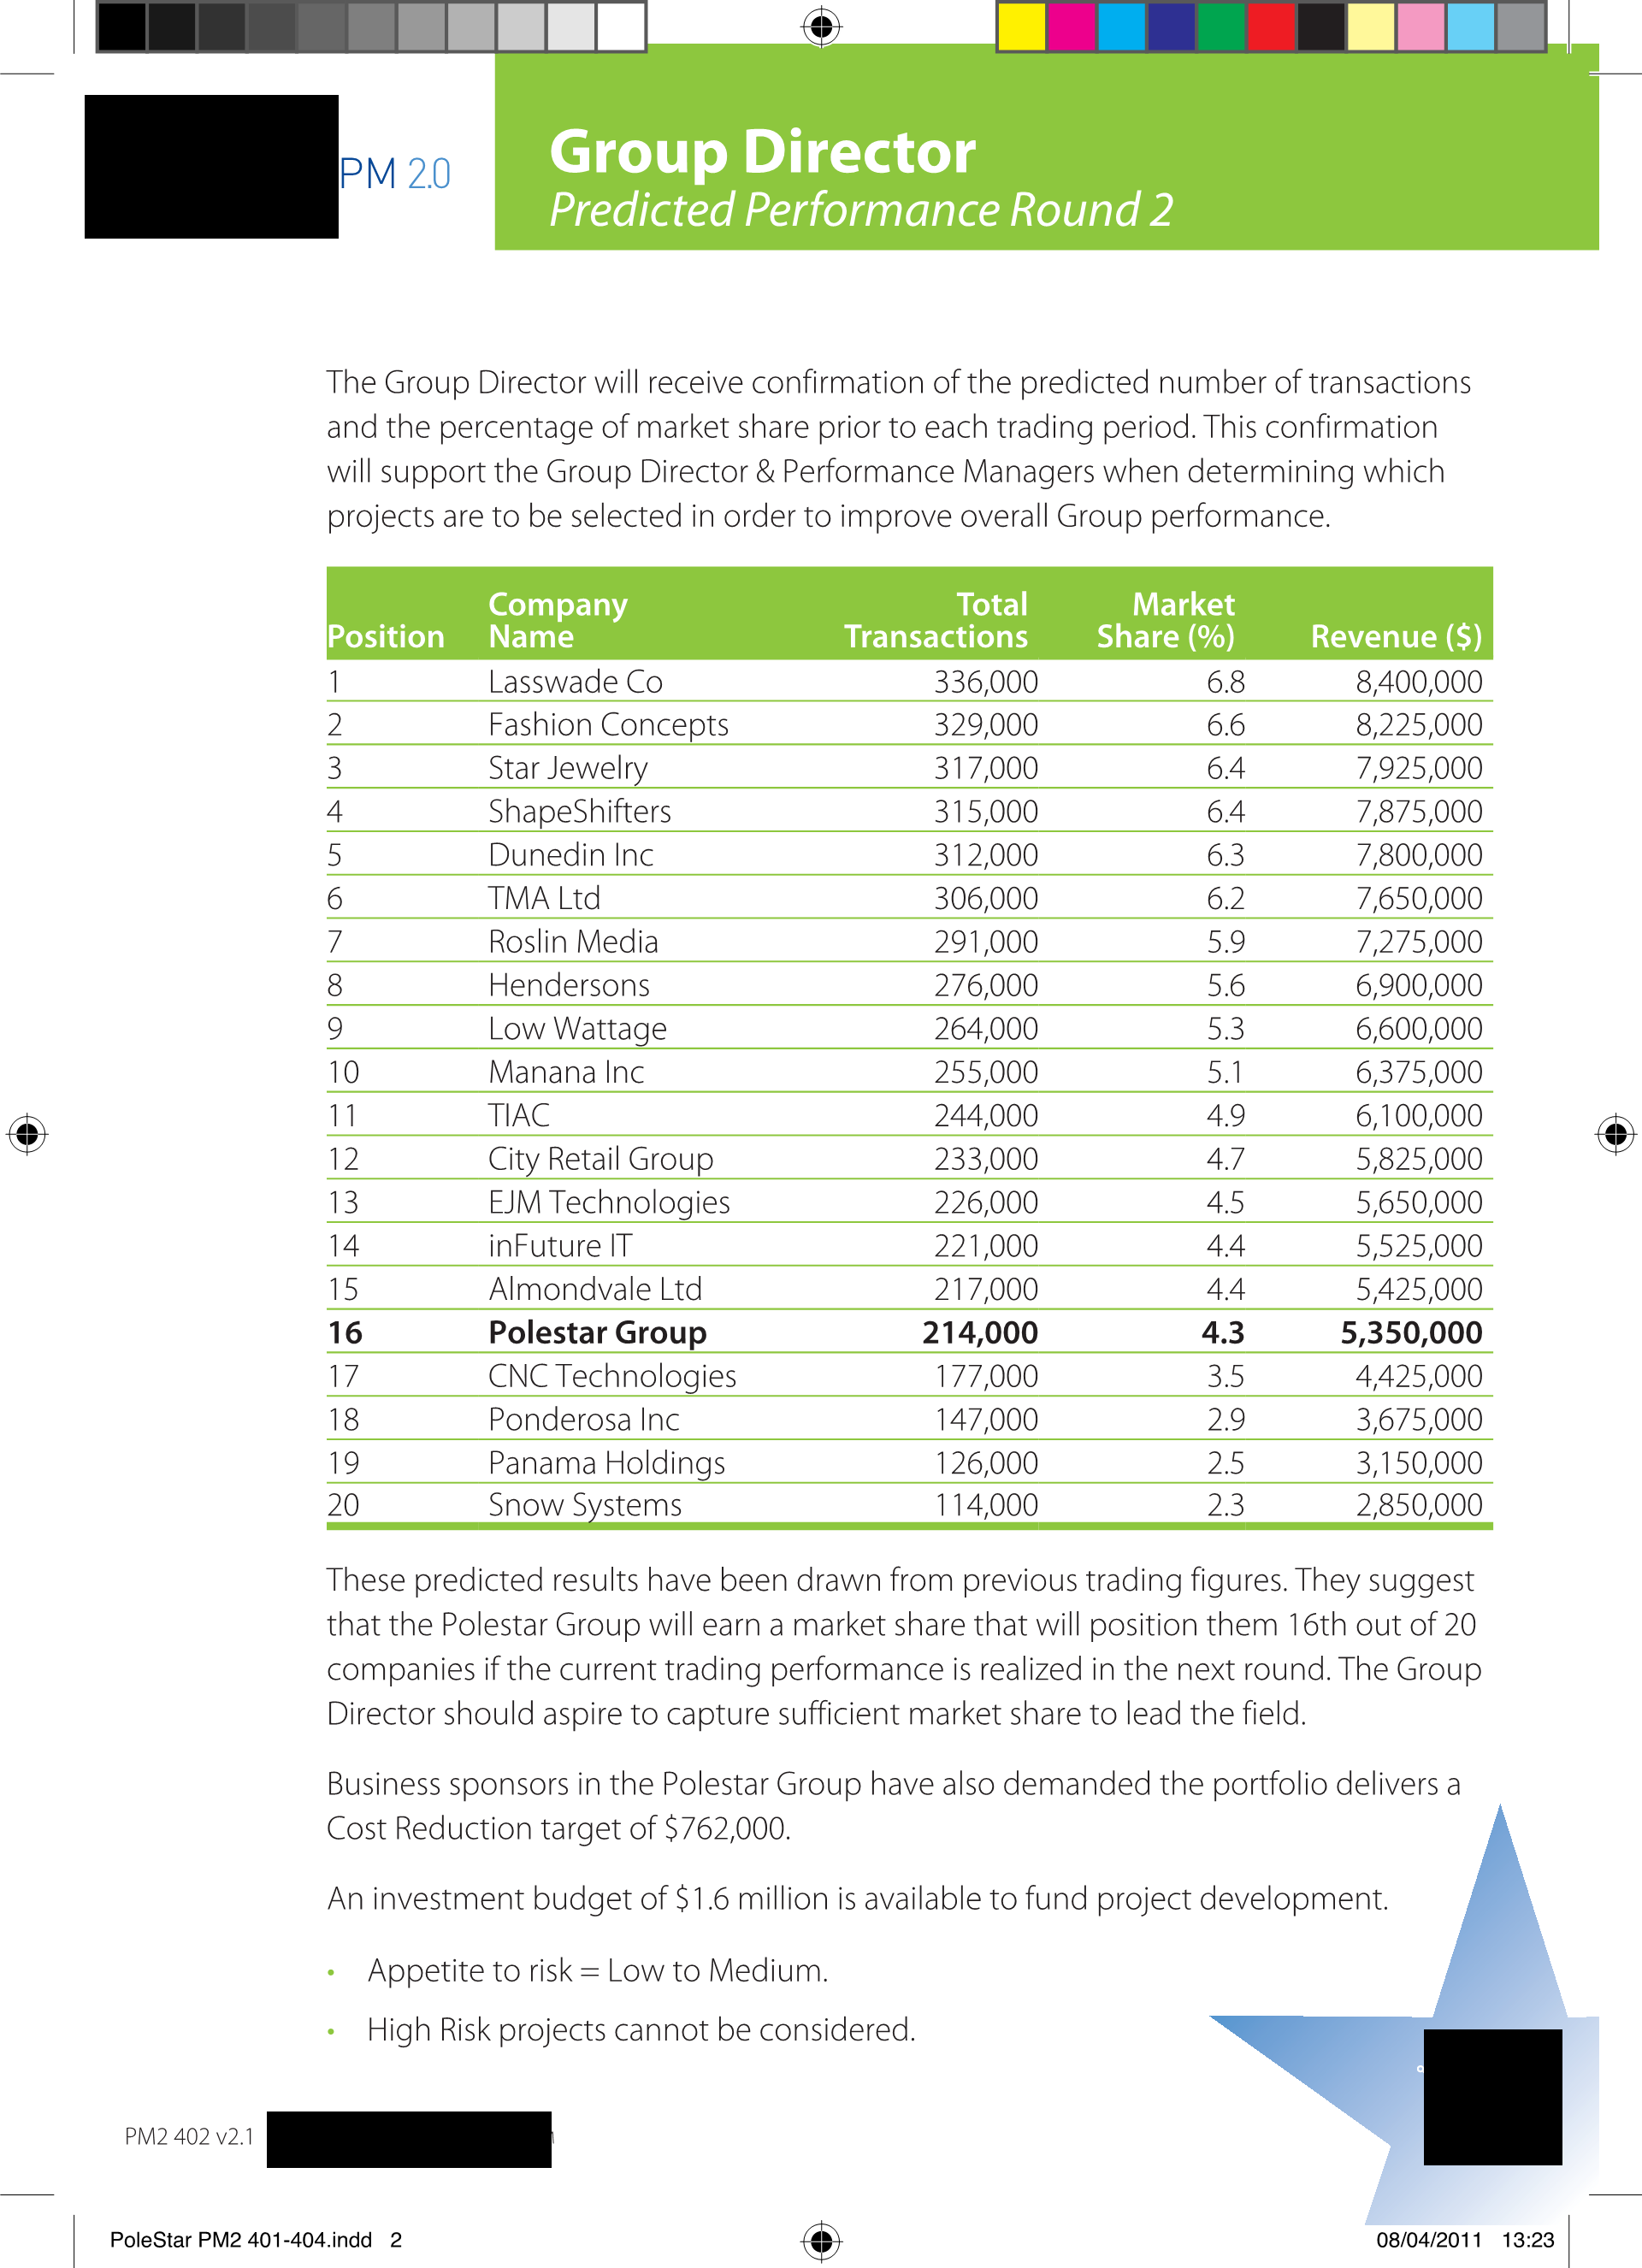 PM 2.0
Group Director
Predicted Performance Round 2
The Group Director will receive confirmation of the predicted number of transactions
and the percentage of market share prior to each trading period. This confirmation
will support the Group Director & Performance Managers when determining which
projects are to be selected in order to improve overall Group performance.
Position Company Name Total Transactions Market Share (%) Revenue ($)
1 Lasswade Co 336,000 6.8 8,400,000
2 Fashion Concepts 329,000 6.6 8,225,000
3 Star Jewelry 317,000 6.4 7,925,000
4 ShapeShifters 315,000 6.4 7,875,000
5 Dunedin Inc 312,000 6.3 7,800,000
6 TMA Ltd 306,000 6.2 7,650,000
7 Roslin Media 291,000 5.9 7,275,000
8 Hendersons 276,000 5.6 6,900,000
9 Low Wattage 264,000 5.3 6,600,000
10 Manana Inc 255,000 5.1 6,375,000
11 TIAC 244,000 4.9 6,100,000
12 City Retail Group 233,000 4.7 5,825,000
13 EJM Technologies 226,000 4.5 5,650,000
14 inFuture IT 221,000 4.4 5,525,000
15 Almondvale Ltd 217,000 4.4 5,425,000
16 Polestar Group 214,000 4.3 5,350,000
17 CNC Technologies 177,000 3.5 4,425,000
18 Ponderosa Inc 147,000 2.9 3,675,000
19 Panama Holdings 126,000 2.5 3,150,000
20 Snow Systems 114,000 2.3 2,850,000
These predicted results have been drawn from previous trading figures. They suggest
that the Polestar Group will earn a market share that will position them 16th out of 20
companies if the current trading performance is realized in the next round. The Group
Director should aspire to capture sufficient market share to lead the field.
Business sponsors in the Polestar Group have also demanded the portfolio delivers a
Cost Reduction target of $762,000.
An investment budget of $1.6 million is available to fund project development.
• Appetite to risk = Low to Medium.
• High Risk projects cannot be considered.
PM2 402 v2.1
PoleStar PM2 401-404.indd 2 08/04/2011 13:23